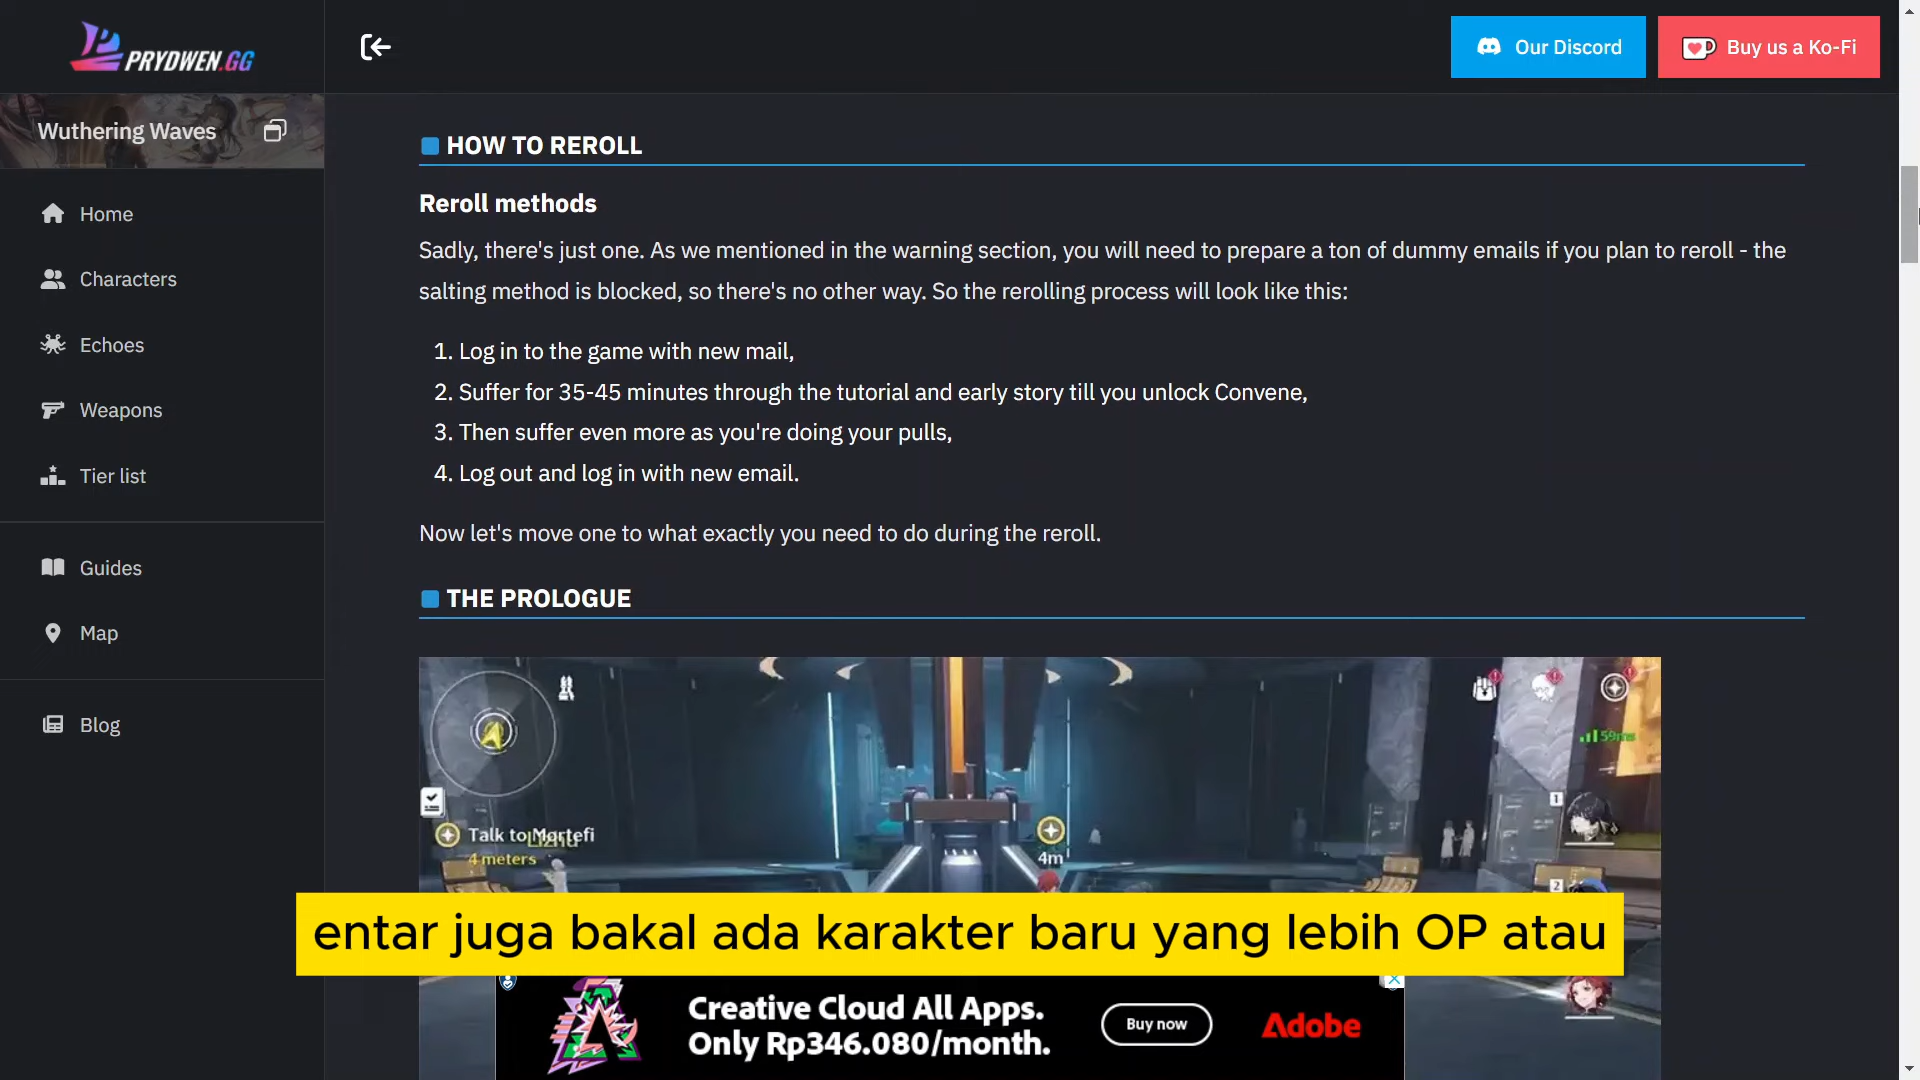 PRYDWEN.GG
Our Discord
Buy us a Ko-Fi
Wuthering Waves
Home
Characters
Echoes
Weapons
Tier list
Guides
Map
Blog
HOW TO REROLL
Reroll methods
Sadly, there's just one. As we mentioned in the warning section, you will need to prepare a ton of dummy emails if you plan to reroll - the
salting method is blocked, so there's no other way. So the rerolling process will look like this:
1. Log in to the game with new mail,
2. Suffer for 35-45 minutes through the tutorial and early story till you unlock Convene,
3. Then suffer even more as you're doing your pulls,
4. Log out and log in with new email.
Now let's move one to what exactly you need to do during the reroll.
THE PROLOGUE
59ms
1
Talk to Mortefi
4 meters
4m
2
entar juga bakal ada karakter baru yang lebih OP atau
Creative Cloud All Apps.
Only Rp346.080/month.
Buy now
Adobe